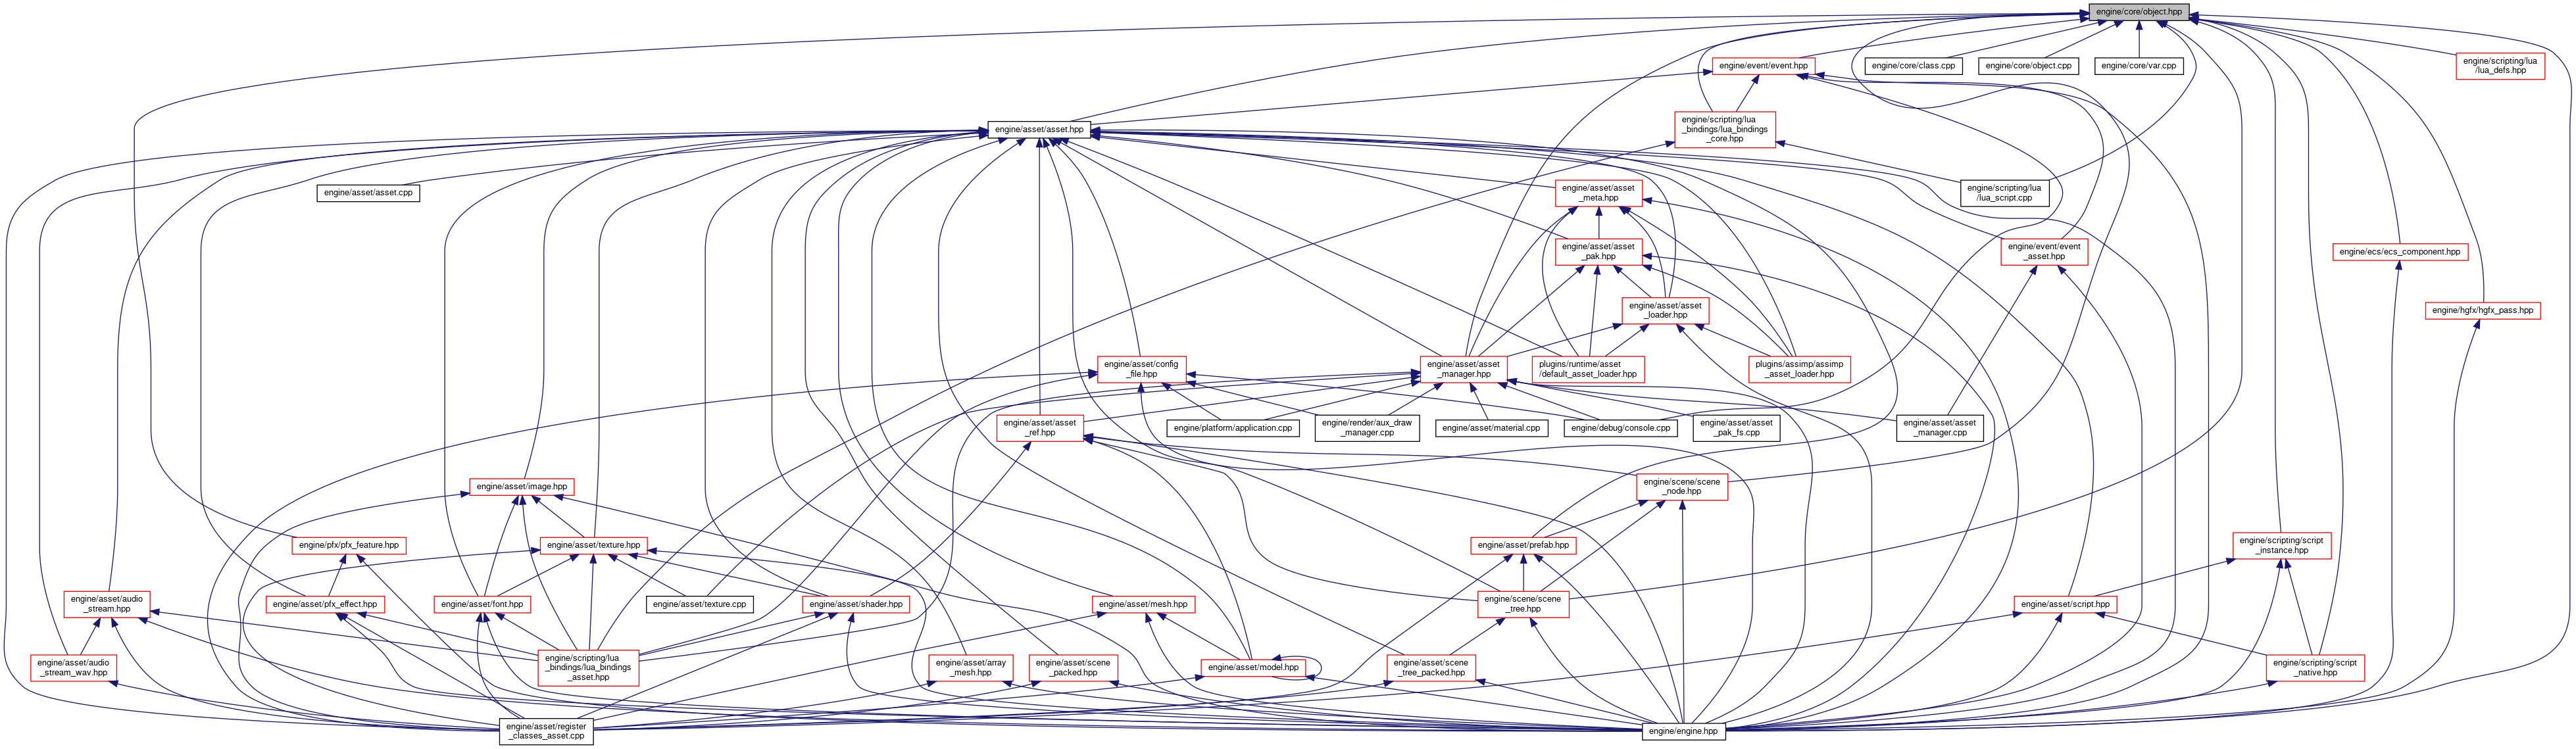 engine/core/object.hpp
engine/event/event.hpp
engine/core/class.cpp
engine/core/object.cpp
engine/core/var.cpp
engine/scripting/lua
/lua_defs.hpp
engine/asset/asset.hpp
engine/scripting/lua
_bindings/lua_bindings
_core.hpp
engine/asset/asset.cpp
engine/asset/asset
_meta.hpp
engine/scripting/lua
/lua_script.cpp
engine/asset/asset
_pak.hpp
engine/event/event
_asset.hpp
engine/ecs/ecs_component.hpp
engine/asset/asset
_loader.hpp
engine/hgfx/hgfx_pass.hpp
engine/asset/config
_file.hpp
engine/asset/asset
_manager.hpp
plugins/runtime/asset
/default_asset_loader.hpp
plugins/assimp/assimp
_asset_loader.hpp
engine/asset/asset
_ref.hpp
engine/platform/application.cpp
engine/render/aux_draw
_manager.cpp
engine/asset/material.cpp
engine/debug/console.cpp
engine/asset/asset
_pak_fs.cpp
engine/asset/asset
_manager.cpp
engine/asset/image.hpp
engine/scene/scene
_node.hpp
engine/pfx/pfx_feature.hpp
engine/asset/texture.hpp
engine/asset/prefab.hpp
engine/scripting/script
_instance.hpp
engine/asset/audio
_stream.hpp
engine/asset/pfx_effect.hpp
engine/asset/font.hpp
engine/asset/texture.cpp
engine/asset/shader.hpp
engine/asset/mesh.hpp
engine/scene/scene
_tree.hpp
engine/asset/script.hpp
engine/asset/audio
_stream_wav.hpp
engine/scripting/lua
_bindings/lua_bindings
_asset.hpp
engine/asset/array
_mesh.hpp
engine/asset/scene
_packed.hpp
engine/asset/model.hpp
engine/asset/scene
_tree_packed.hpp
engine/scripting/script
_native.hpp
engine/asset/register
_classes_asset.cpp
engine/engine.hpp